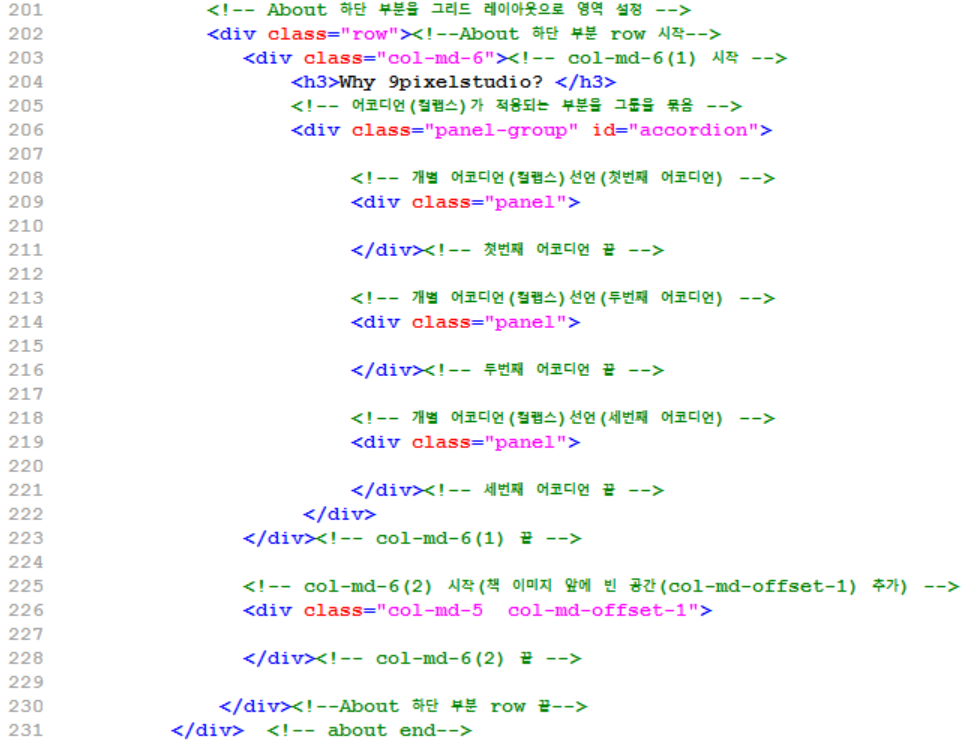 201 <!-- About 하단 부분을 그리드 레이아웃으로 영역 설정 -->
202 <div class="row"><!--About 하단 부분 row 시작-->
203 <div class="col-md-6"><!-- col-md-6(1) 시작 -->
204 <h3>Why 9pixelstudio? </h3>
205 <!-- 어코디언(컬랩스)가 적용되는 부분을 그룹을 묶음 -->
206 <div class="panel-group" id="accordion">
207
208 <!-- 개별 어코디언(컬랩스)선언(첫번째 어코디언) -->
209 <div class="panel">
210
211 </div><!-- 첫번째 어코디언 끝 -->
212
213 <!-- 개별 어코디언(컬랩스)선언(두번째 어코디언) -->
214 <div class="panel">
215
216 </div><!-- 두번째 어코디언 끝 -->
217
218 <!-- 개별 어코디언(컬랩스)선언(세번째 어코디언) -->
219 <div class="panel">
220
221 </div><!-- 세번째 어코디언 끝 -->
222 </div>
223 </div><!-- col-md-6(1) 끝 -->
224
225 <!-- col-md-6(2) 시작(책 이미지 앞에 빈 공간(col-md-offset-1) 추가) -->
226 <div class="col-md-5  col-md-offset-1">
227
228 </div><!-- col-md-6(2) 끝 -->
229
230 </div><!--About 하단 부분 row 끝-->
231 </div>  <!-- about end-->